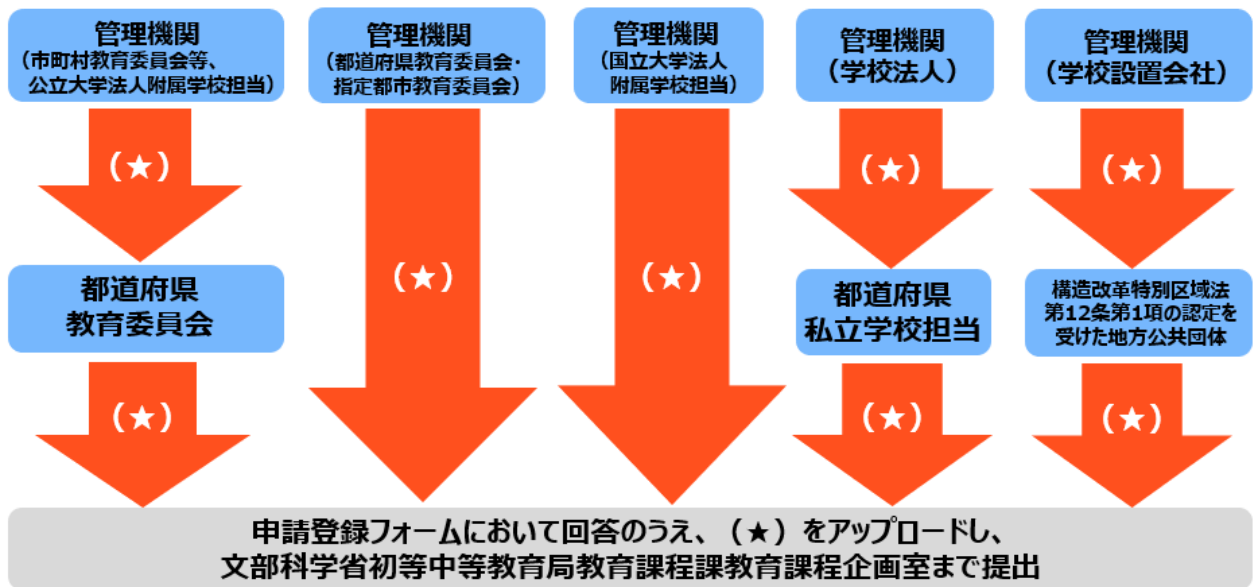 管理機関
（市町村教育委員会等、
公立大学法人附属学校担当）
管理機関
（都道府県教育委員会・
指定都市教育委員会）
管理機関
（国立大学法人
附属学校担当）
管理機関
（学校法人）
管理機関
（学校設置会社）
（★）
（★）
（★）
（★）
（★）
都道府県
教育委員会
都道府県
私立学校担当
構造改革特別区域法
第12条第1項の認定を
受けた地方公共団体
（★）
（★）
（★）
申請登録フォームにおいて回答のうえ、（★）をアップロードし、
文部科学省初等中等教育局教育課程課教育課程企画室まで提出